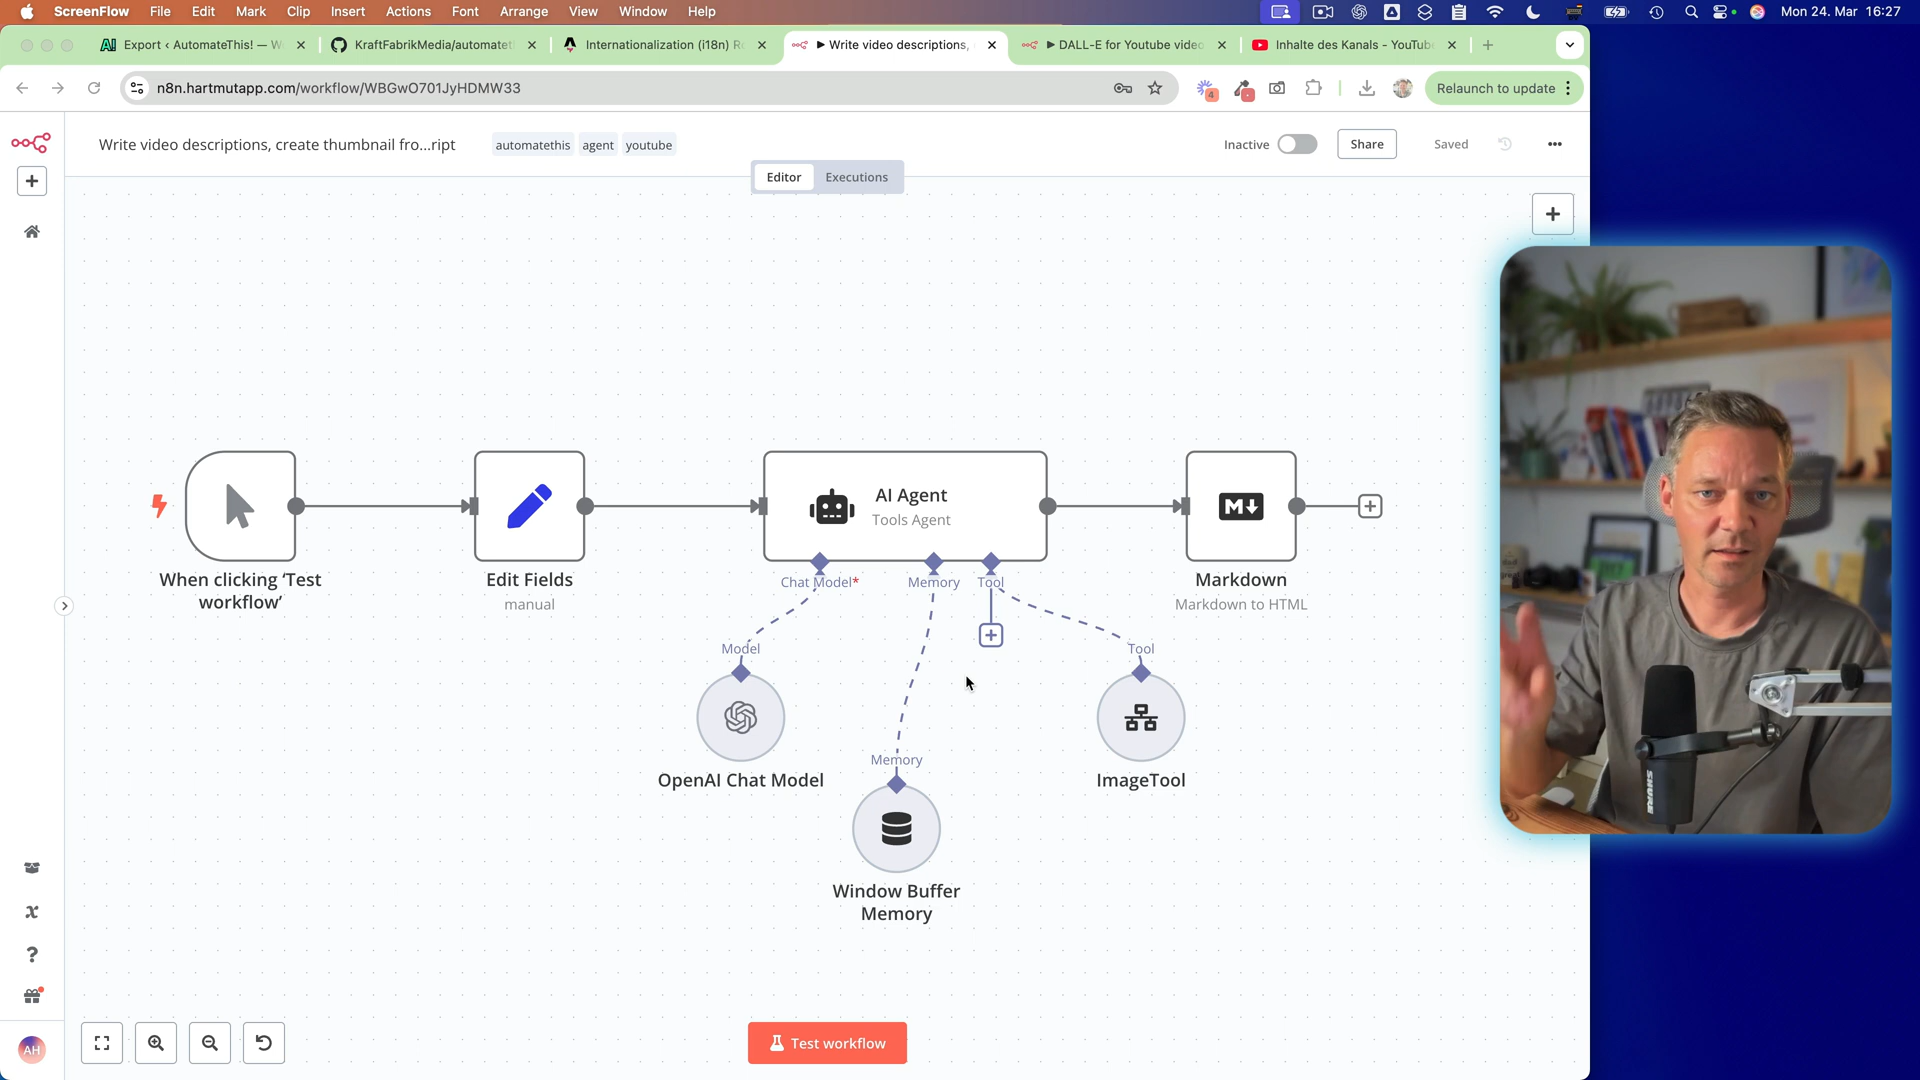 ScreenFlow File Edit Mark Clip Insert Actions Font Arrange View Window Help Mon 24. Mar 16:27
Export ‹ AutomateThis! — W
KraftFabrikMedia/automatet
Internationalization (i18n) R
▶ Write video descriptions,
▶ DALL-E for Youtube vide
Inhalte des Kanals - YouTub
n8n.hartmutapp.com/workflow/WBGwO701JyHDMW33
4
Relaunch to update
Write video descriptions, create thumbnail fro...ript
automatethis agent youtube
Inactive
Share
Saved
Editor Executions
AI Agent
Tools Agent
Chat Model*
Memory
Tool
When clicking ‘Test
workflow’
Edit Fields
manual
Markdown
Markdown to HTML
Model
Tool
OpenAI Chat Model
Memory
ImageTool
Window Buffer
Memory
AH
Test workflow
SHURE